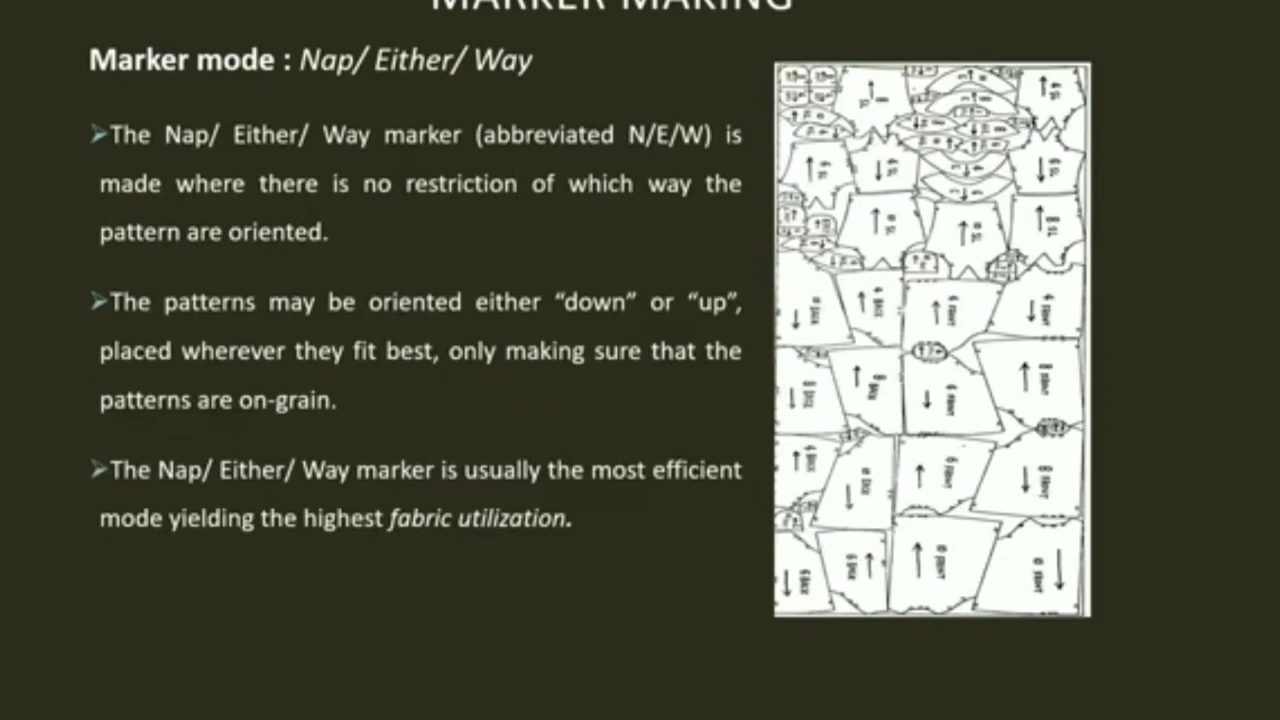 MARKER MAKING
Marker mode : Nap/ Either/ Way
➢The Nap/ Either/ Way marker (abbreviated N/E/W) is
made where there is no restriction of which way the
pattern are oriented.
➢The patterns may be oriented either “down” or “up”,
placed wherever they fit best, only making sure that the
patterns are on-grain.
➢The Nap/ Either/ Way marker is usually the most efficient
mode yielding the highest fabric utilization.